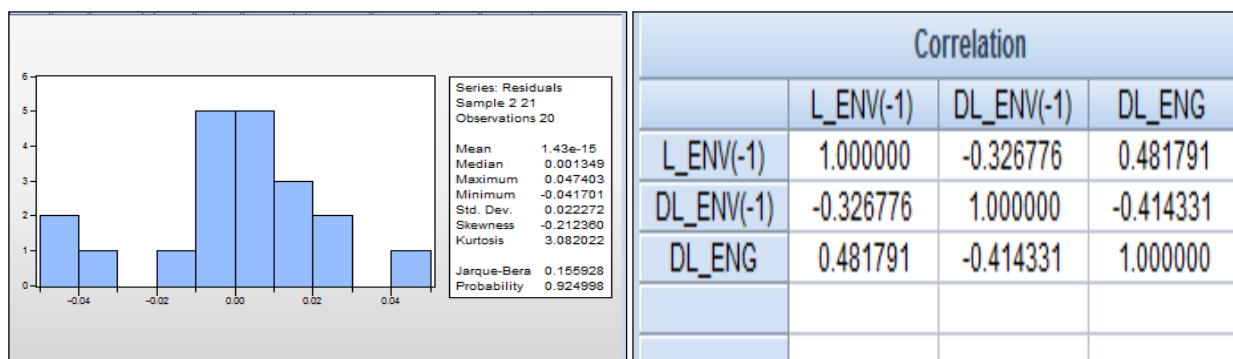 6
5
4
3
2
1
0
-0.04 -0.02 0.00 0.02 0.04
Series: Residuals
Sample 2 21
Observations 20
Mean 1.43e-15
Median 0.001349
Maximum 0.047403
Minimum -0.041701
Std. Dev. 0.022272
Skewness -0.212360
Kurtosis 3.082022
Jarque-Bera 0.155928
Probability 0.924998
Correlation
L_ENV(-1) DL_ENV(-1) DL_ENG
L_ENV(-1) 1.000000 -0.326776 0.481791
DL_ENV(-1) -0.326776 1.000000 -0.414331
DL_ENG 0.481791 -0.414331 1.000000